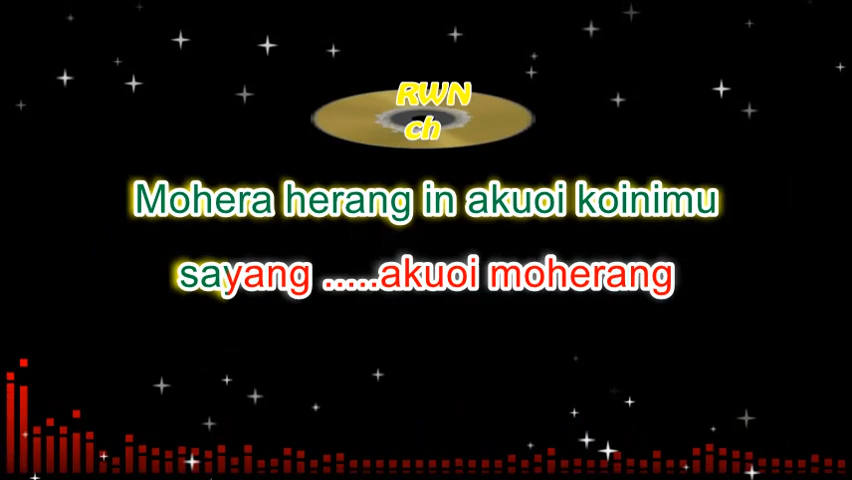 RWN
ch
Mohera herang in akuoi koinimu
sayang .....akuoi moherang